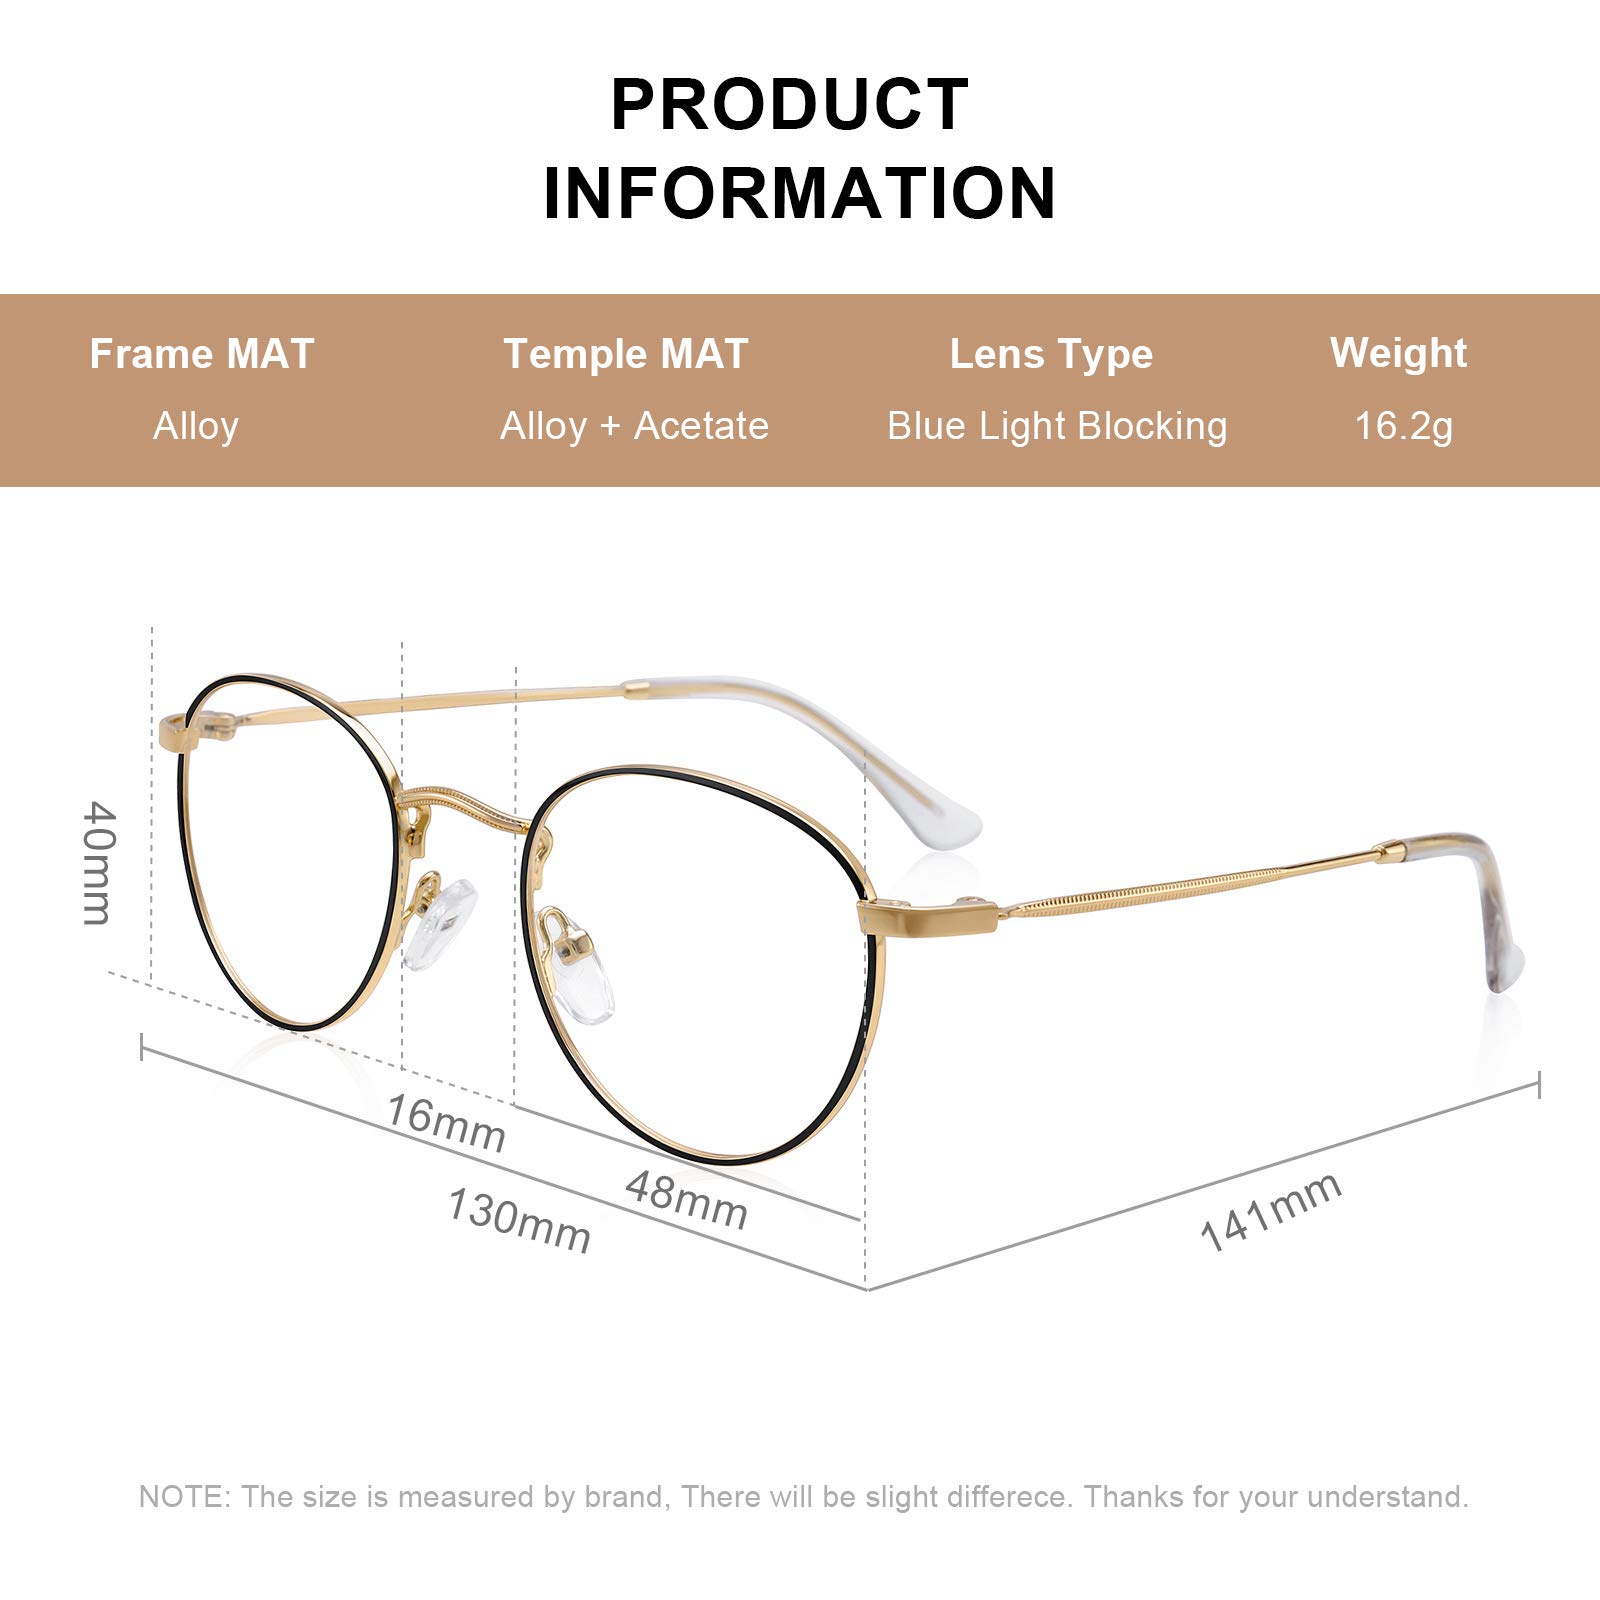 PRODUCT
INFORMATION
Frame MAT Temple MAT Lens Type Weight
Alloy Alloy + Acetate Blue Light Blocking 16.2g
40mm
16mm
48mm
130mm
141mm
NOTE: The size is measured by brand, There will be slight differece. Thanks for your understand.